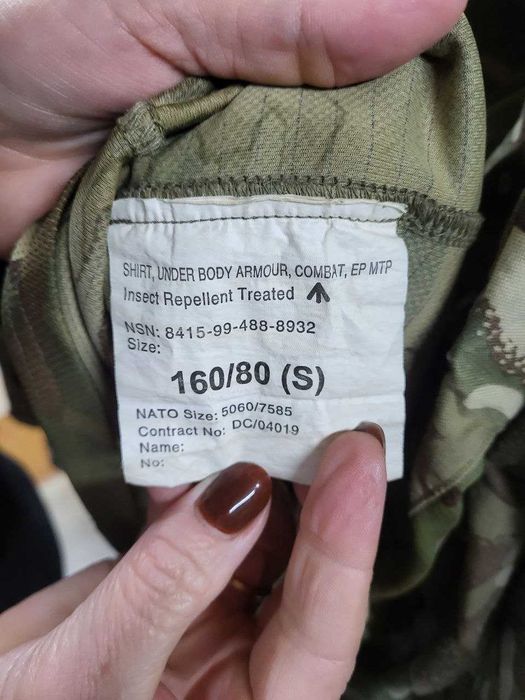 SHIRT, UNDER BODY ARMOUR, COMBAT, EP MTP
Insect Repellent Treated
NSN: 8415-99-488-8932
Size:
160/80 (S)
NATO Size: 5060/7585
Contract No: DC/04019
Name:
No: